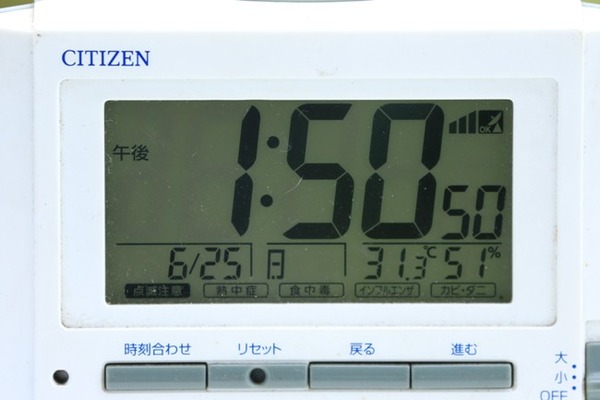 CITIZEN
午後 1:50 50
OK
6/25 月 31.3℃ 51%
点滅注意 熱中症 食中毒 インフルエンザ カビ・ダニ
時刻合わせ リセット 戻る 進む
大
小
OFF